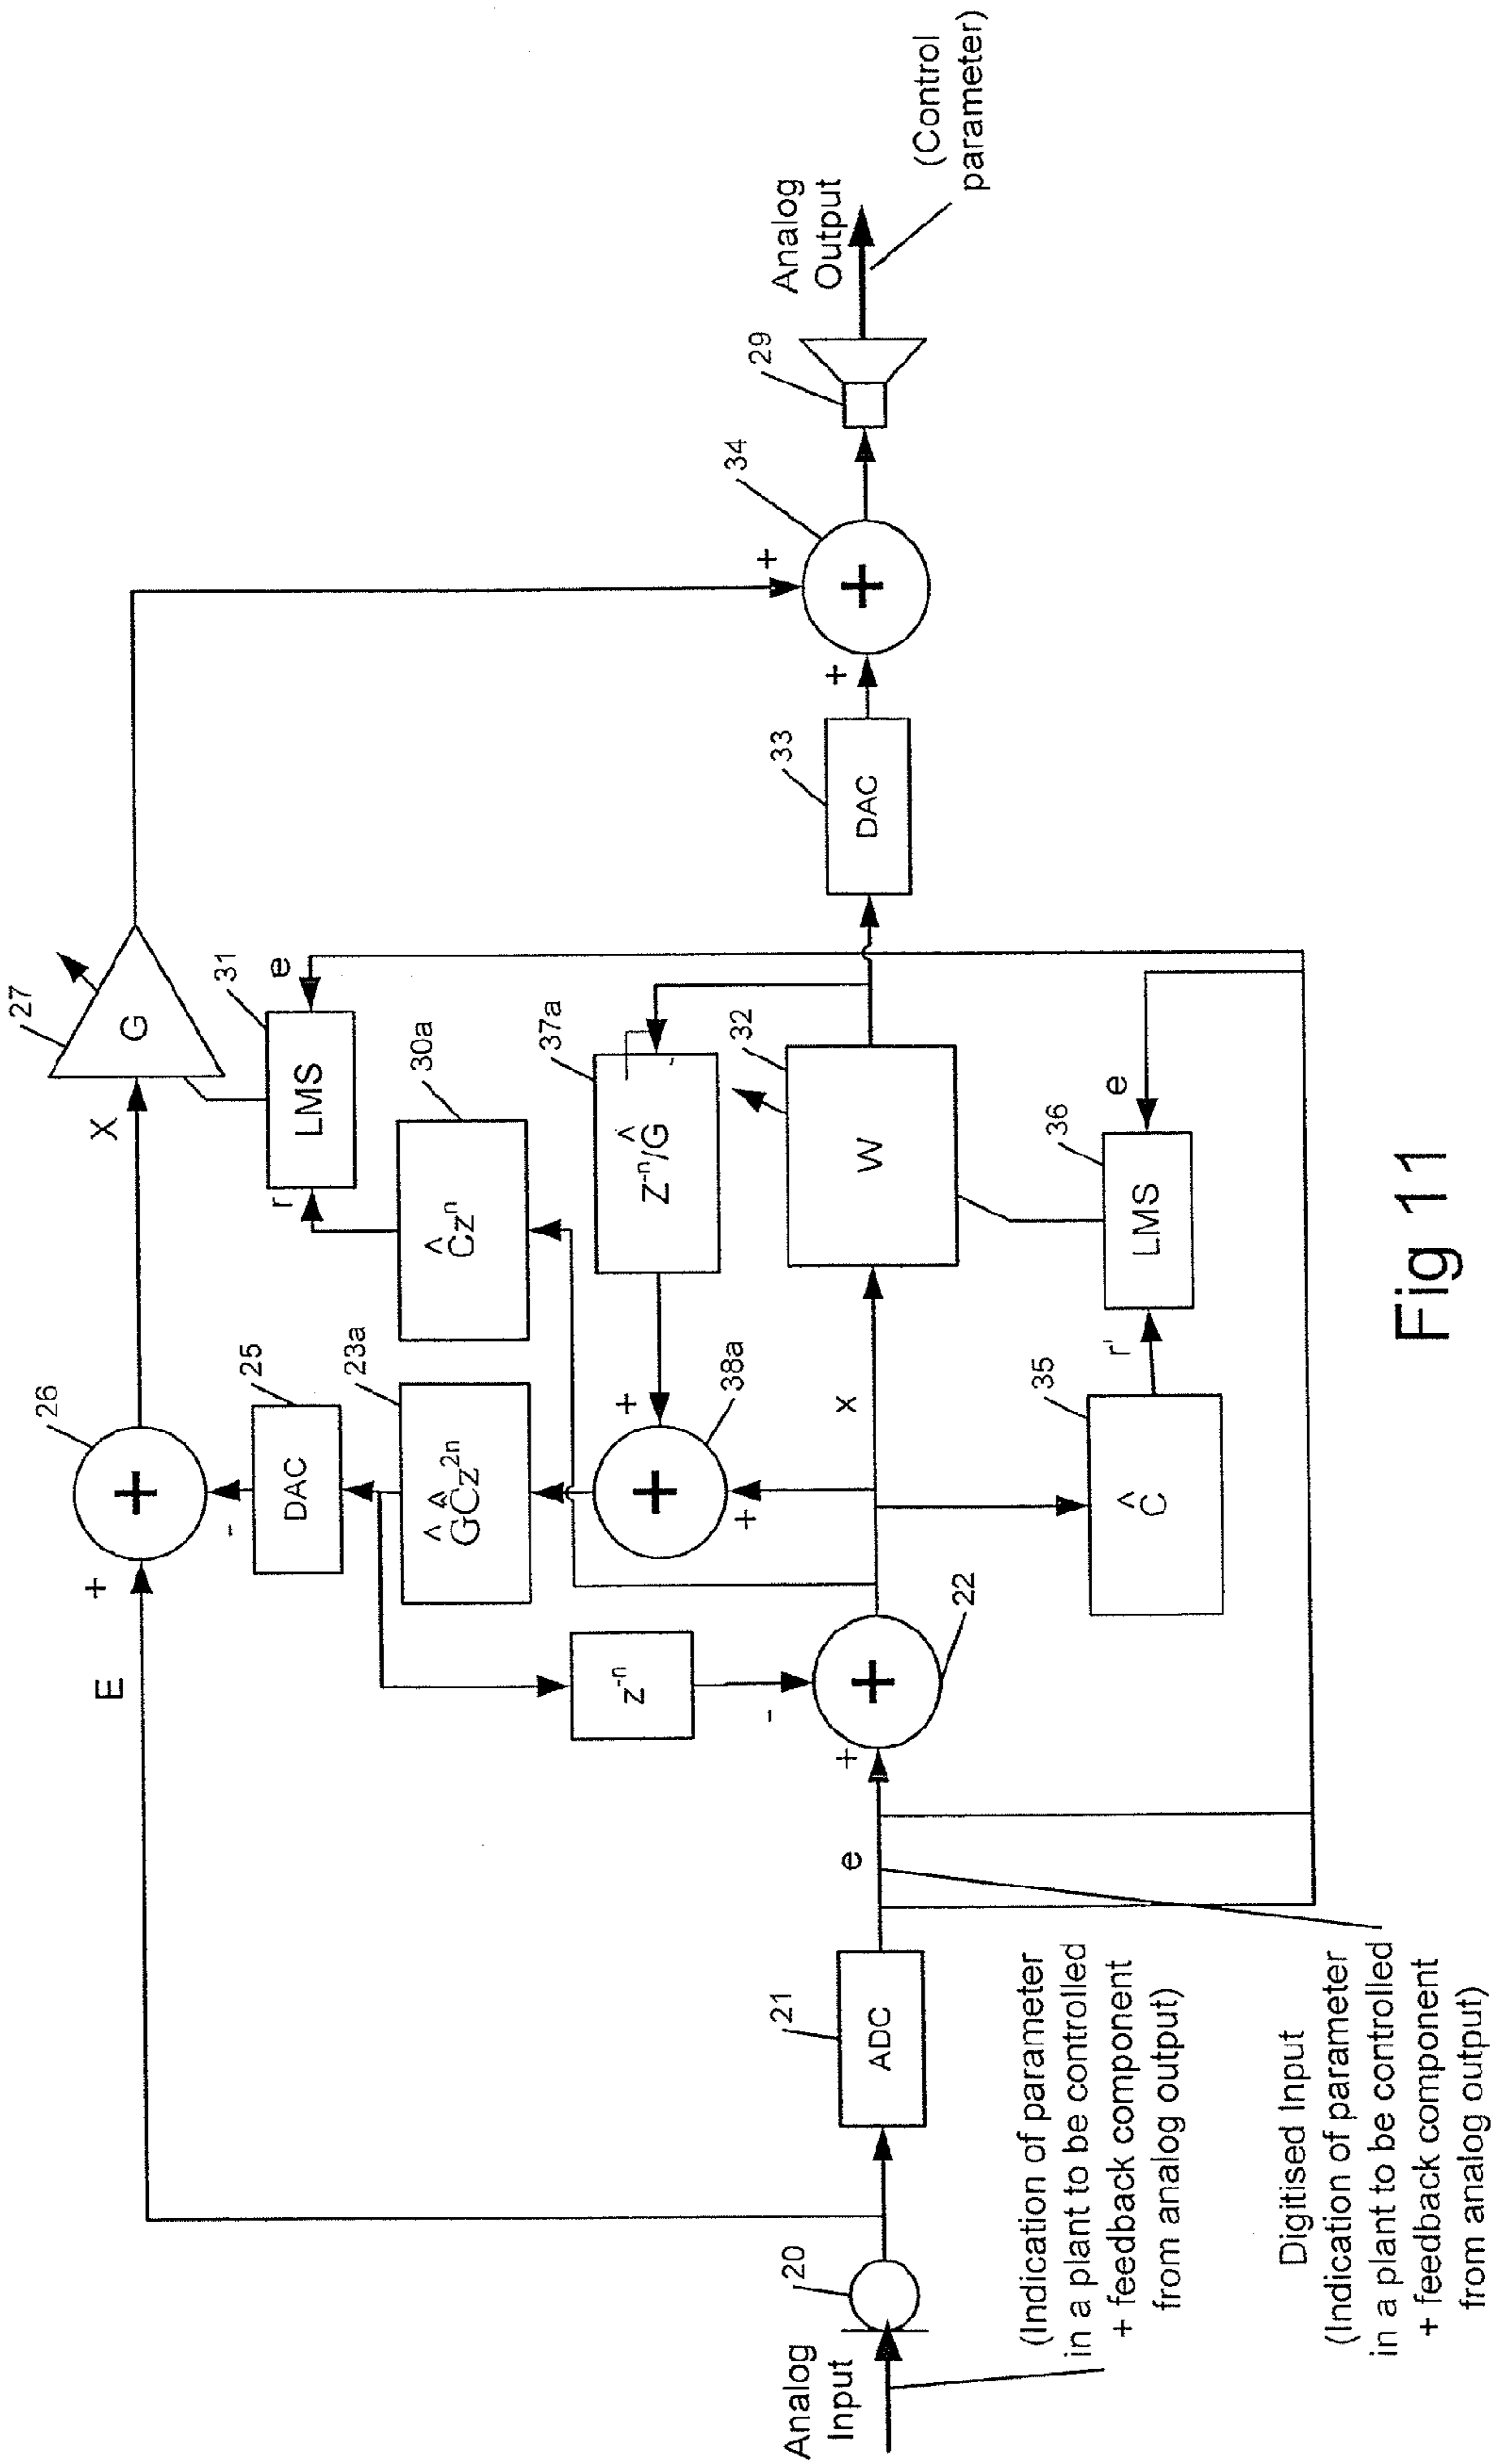 27
G
X
26
+
E
-
25
DAC
31
LMS
e
r
30a
Ĉzⁿ
23a
ĜĈz²ⁿ
37a
Z⁻ⁿ/Ĝ
38a
+
+
z⁻ⁿ
-
+
22
x
32
W
36
LMS
e
r'
35
Ĉ
33
DAC
+
+
34
29
Analog
Output
(Control
parameter)
e
21
ADC
20
Analog
Input
(Indication of parameter
in a plant to be controlled
+ feedback component
from analog output)
Digitised Input
(Indication of parameter
in a plant to be controlled
+ feedback component
from analog output)
+
+
+
+
Fig 11